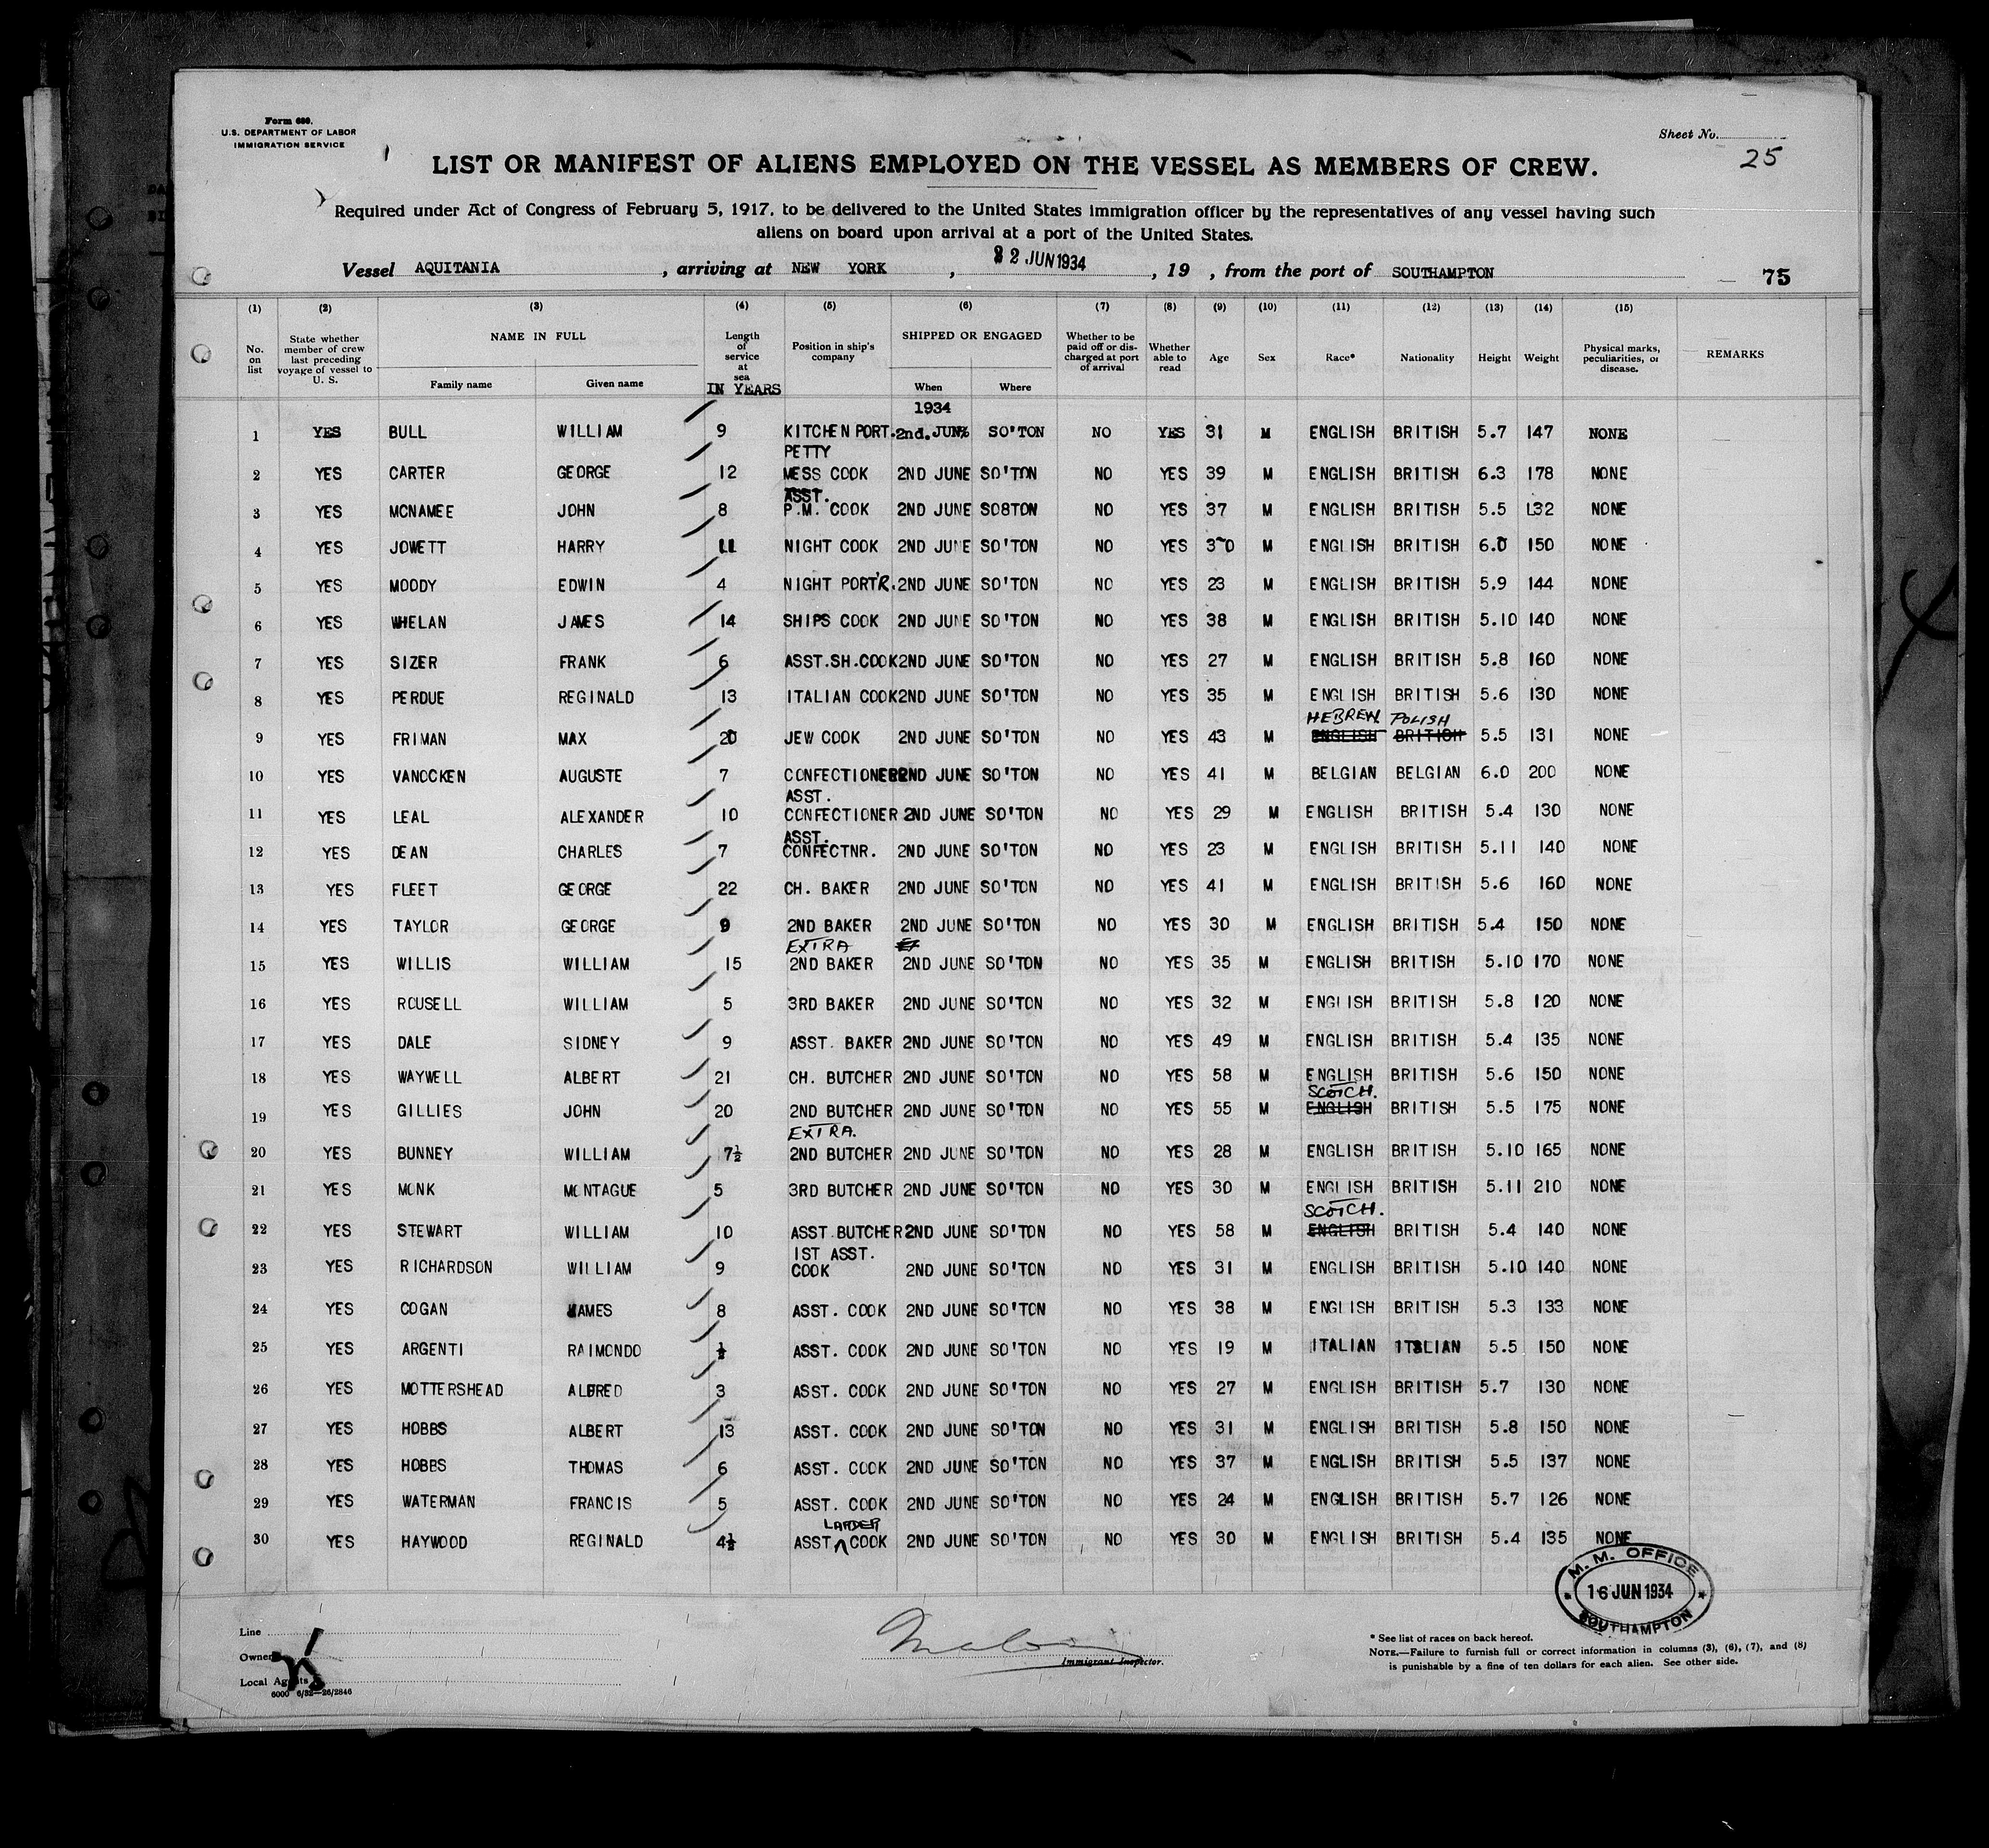 Form 680.
U.S. DEPARTMENT OF LABOR
IMMIGRATION SERVICE
Sheet No.
25
LIST OR MANIFEST OF ALIENS EMPLOYED ON THE VESSEL AS MEMBERS OF CREW.
Required under Act of Congress of February 5, 1917, to be delivered to the United States immigration officer by the representatives of any vessel having such
aliens on board upon arrival at a port of the United States.
Vessel AQUITANIA , arriving at NEW YORK , 22 JUN 1934 , 19 , from the port of SOUTHAMPTON
75
(1) (2) (3) (4) (5) (6) (7) (8) (9) (10) (11) (12) (13) (14) (15)
No. on list State whether member of crew last preceding voyage of vessel to U. S. NAME IN FULL Family name Given name Length of service at sea IN YEARS Position in ship's company SHIPPED OR ENGAGED When Where Whether to be paid off or discharged at port of arrival Whether able to read Age Sex Race* Nationality Height Weight Physical marks, peculiarities, or disease. REMARKS
1934
1 YES BULL WILLIAM 9 KITCHEN PORT. 2nd. JUN% SO'TON NO YES 31 M ENGLISH BRITISH 5.7 147 NONE
2 YES CARTER GEORGE 12 PETTY MESS COOK 2ND JUNE SO'TON NO YES 39 M ENGLISH BRITISH 6.3 178 NONE
3 YES MCNAMEE JOHN 8 ASST. P.M. COOK 2ND JUNE SO8TON NO YES 37 M ENGLISH BRITISH 5.5 L32 NONE
4 YES JOWETT HARRY 11 NIGHT COOK 2ND JUNE SO'TON NO YES 30 M ENGLISH BRITISH 6.0 150 NONE
5 YES MOODY EDWIN 4 NIGHT PORT'R. 2ND JUNE SO'TON NO YES 23 M ENGLISH BRITISH 5.9 144 NONE
6 YES WHELAN JAMES 14 SHIPS COOK 2ND JUNE SO'TON NO YES 38 M ENGLISH BRITISH 5.10 140 NONE
7 YES SIZER FRANK 6 ASST.SH.COOK 2ND JUNE SO'TON NO YES 27 M ENGLISH BRITISH 5.8 160 NONE
8 YES PERDUE REGINALD 13 ITALIAN COOK 2ND JUNE SO'TON NO YES 35 M ENGLISH BRITISH 5.6 130 NONE
HEBREW POLISH
9 YES FRIMAN MAX 20 JEW COOK 2ND JUNE SO'TON NO YES 43 M ENGLISH BRITISH 5.5 131 NONE
10 YES VANOCKEN AUGUSTE 7 CONFECTIONER 2ND JUNE SO'TON NO YES 41 M BELGIAN BELGIAN 6.0 200 NONE
11 YES LEAL ALEXANDER 10 ASST. CONFECTIONER 2ND JUNE SO'TON NO YES 29 M ENGLISH BRITISH 5.4 130 NONE
12 YES DEAN CHARLES 7 ASST. CONFECTNR. 2ND JUNE SO'TON NO YES 23 M ENGLISH BRITISH 5.11 140 NONE
13 YES FLEET GEORGE 22 CH. BAKER 2ND JUNE SO'TON NO YES 41 M ENGLISH BRITISH 5.6 160 NONE
14 YES TAYLOR GEORGE 9 2ND BAKER 2ND JUNE SO'TON NO YES 30 M ENGLISH BRITISH 5.4 150 NONE
15 YES WILLIS WILLIAM 15 EXTRA 2ND BAKER 2ND JUNE SO'TON NO YES 35 M ENGLISH BRITISH 5.10 170 NONE
16 YES ROUSELL WILLIAM 5 3RD BAKER 2ND JUNE SO'TON NO YES 32 M ENGLISH BRITISH 5.8 120 NONE
17 YES DALE SIDNEY 9 ASST. BAKER 2ND JUNE SO'TON NO YES 49 M ENGLISH BRITISH 5.4 135 NONE
18 YES WAYWELL ALBERT 21 CH. BUTCHER 2ND JUNE SO'TON NO YES 58 M ENGLISH BRITISH 5.6 150 NONE
SCOTCH.
19 YES GILLIES JOHN 20 2ND BUTCHER 2ND JUNE SO'TON NO YES 55 M ENGLISH BRITISH 5.5 175 NONE
20 YES BUNNEY WILLIAM 7½ EXTRA. 2ND BUTCHER 2ND JUNE SO'TON NO YES 28 M ENGLISH BRITISH 5.10 165 NONE
21 YES MONK MONTAGUE 5 3RD BUTCHER 2ND JUNE SO'TON NO YES 30 M ENGLISH BRITISH 5.11 210 NONE
SCOTCH.
22 YES STEWART WILLIAM 10 ASST BUTCHER 2ND JUNE SO'TON NO YES 58 M ENGLISH BRITISH 5.4 140 NONE
23 YES RICHARDSON WILLIAM 9 1ST ASST. COOK 2ND JUNE SO'TON NO YES 31 M ENGLISH BRITISH 5.10 140 NONE
24 YES COGAN JAMES 8 ASST. COOK 2ND JUNE SO'TON NO YES 38 M ENGLISH BRITISH 5.3 133 NONE
25 YES ARGENTI RAIMONDO ½ ASST. COOK 2ND JUNE SO'TON NO YES 19 M ITALIAN ITALIAN 5.5 150 NONE
26 YES MOTTERSHEAD ALFRED 3 ASST. COOK 2ND JUNE SO'TON NO YES 27 M ENGLISH BRITISH 5.7 130 NONE
27 YES HOBBS ALBERT 13 ASST. COOK 2ND JUNE SO'TON NO YES 31 M ENGLISH BRITISH 5.8 150 NONE
28 YES HOBBS THOMAS 6 ASST. COOK 2ND JUNE SO'TON NO YES 37 M ENGLISH BRITISH 5.5 137 NONE
29 YES WATERMAN FRANCIS 5 ASST. COOK 2ND JUNE SO'TON NO YES 24 M ENGLISH BRITISH 5.7 126 NONE
LARDER
30 YES HAYWOOD REGINALD 4½ ASST COOK 2ND JUNE SO'TON NO YES 30 M ENGLISH BRITISH 5.4 135 NONE
M. M. OFFICE
16 JUN 1934
SOUTHAMPTON
Line
Owners
Local Agents
6000 6/32—26/2846
Immigrant Inspector.
* See list of races on back hereof.
NOTE.—Failure to furnish full or correct information in columns (3), (6), (7), and (8)
is punishable by a fine of ten dollars for each alien. See other side.